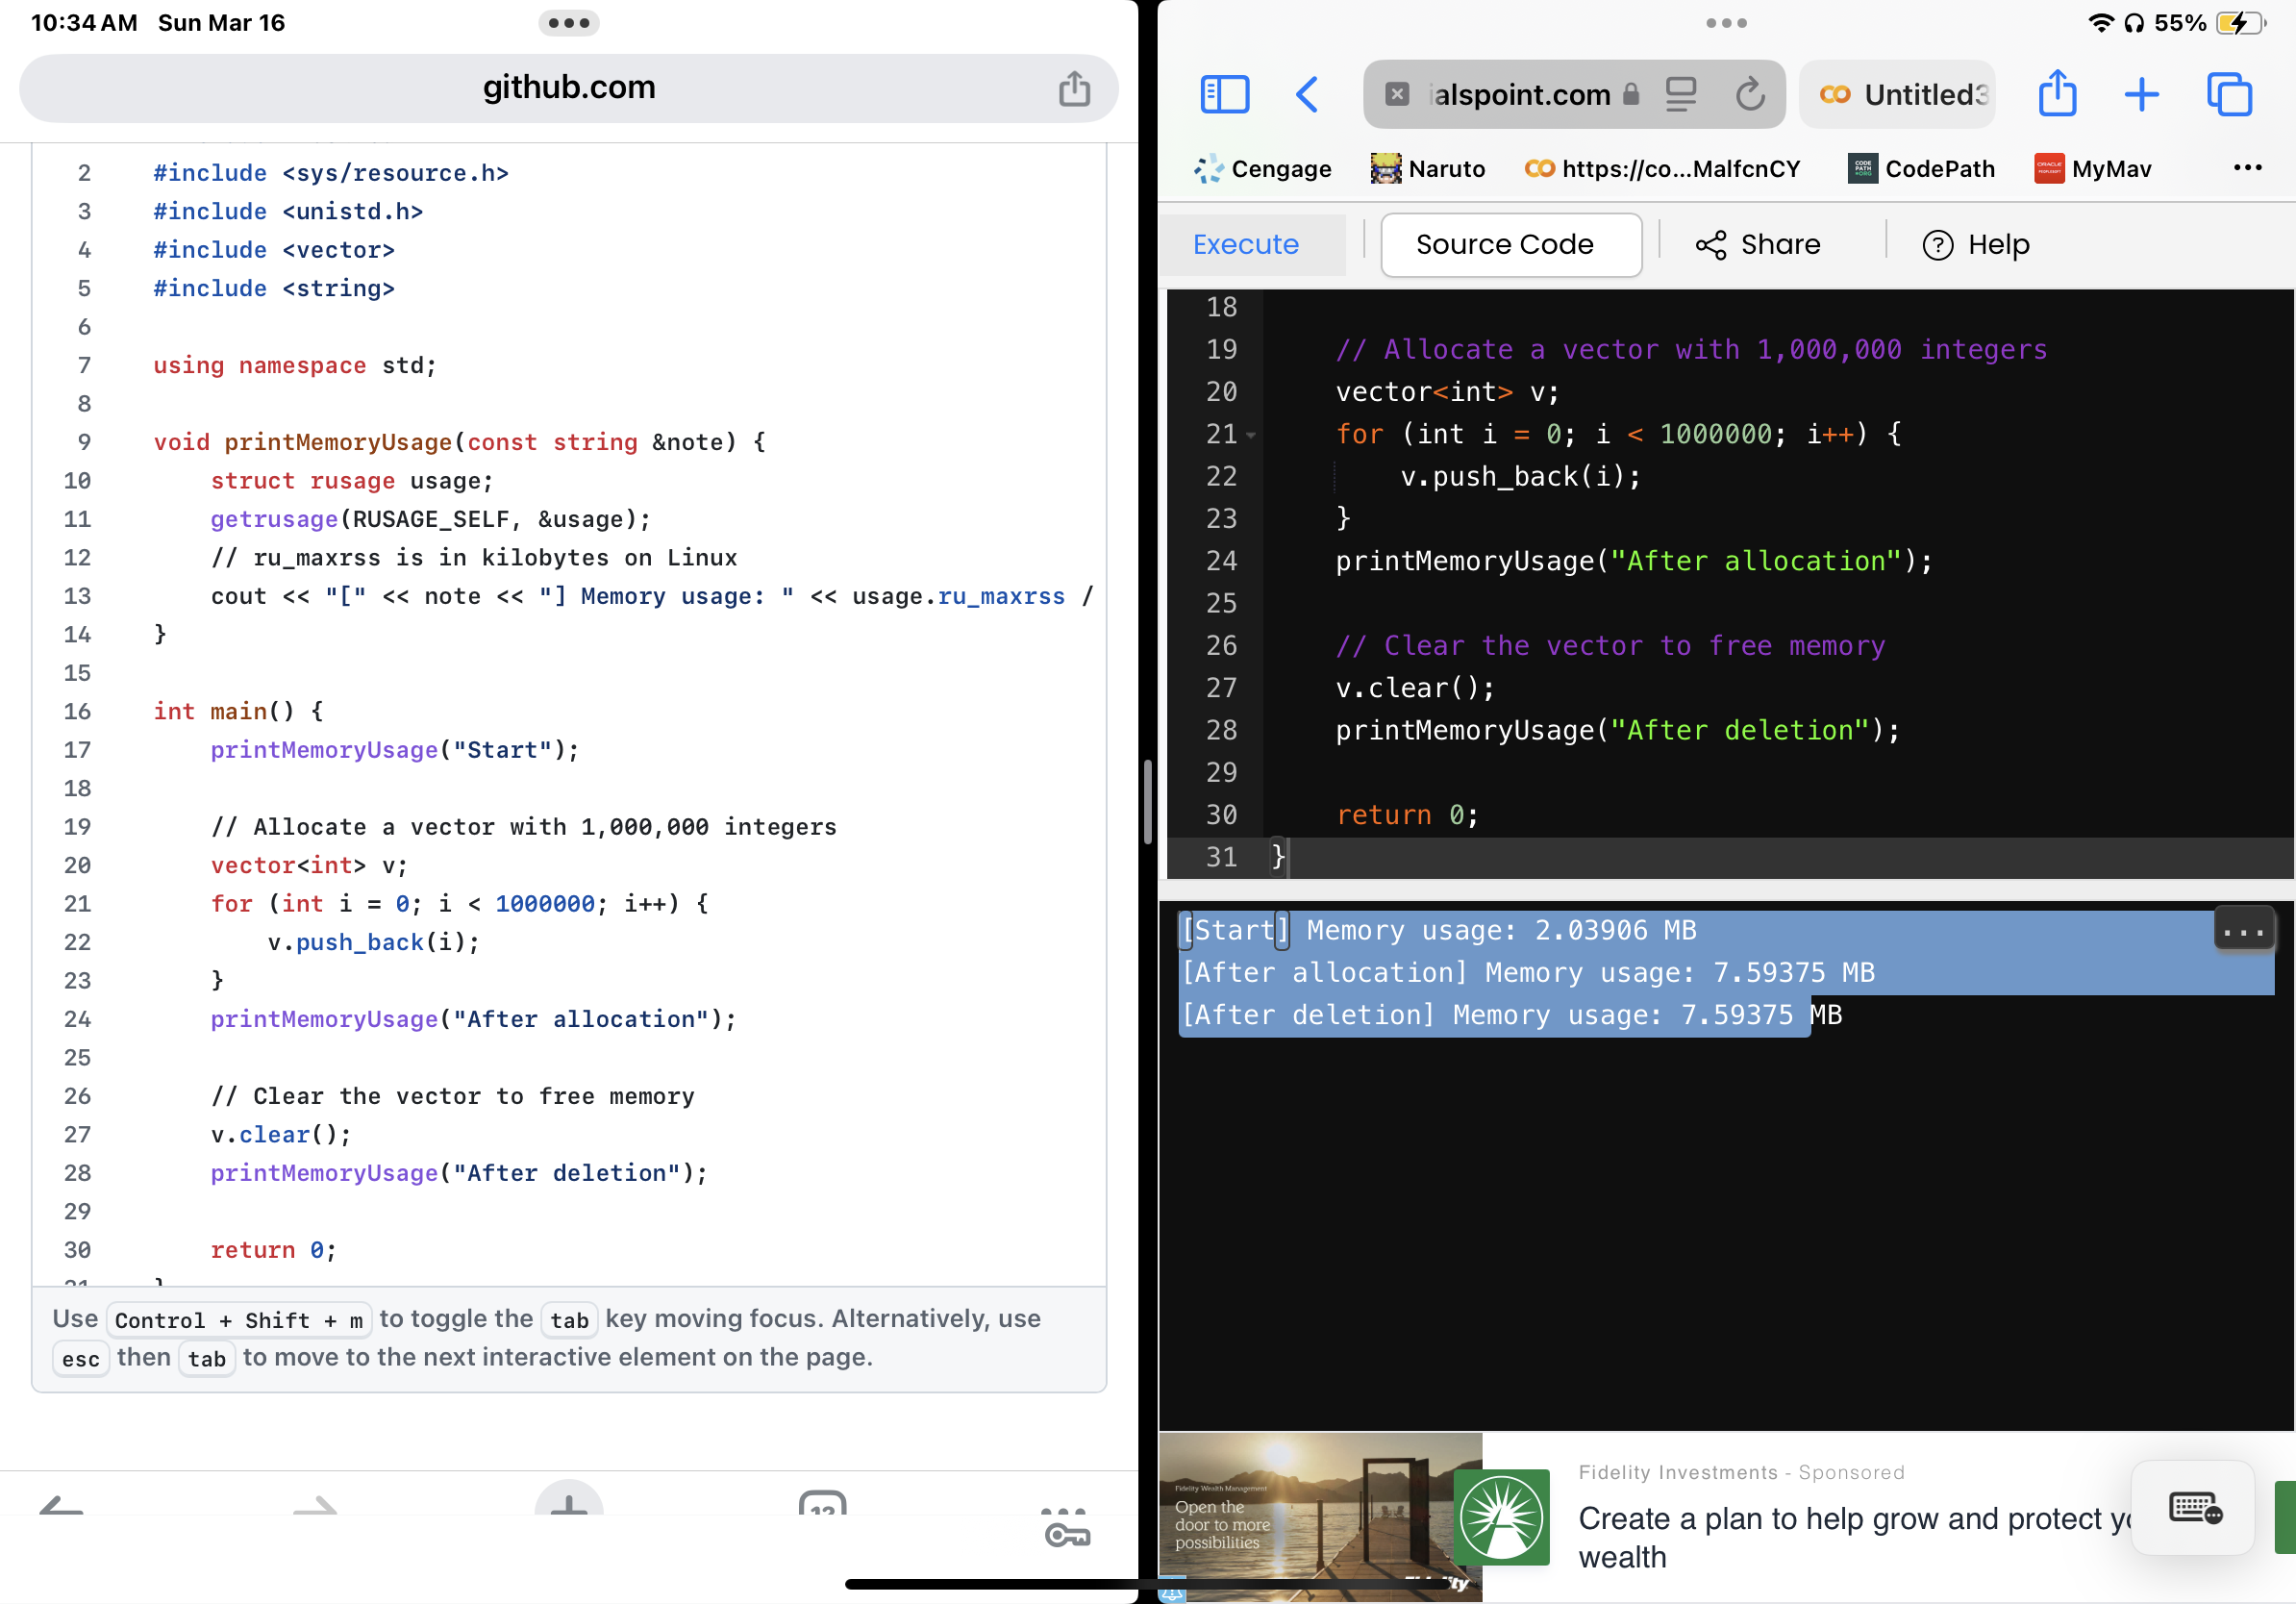 10:34 AM Sun Mar 16
github.com
2 #include <sys/resource.h>
3 #include <unistd.h>
4 #include <vector>
5 #include <string>
6
7 using namespace std;
8
9 void printMemoryUsage(const string &note) {
10 struct rusage usage;
11 getrusage(RUSAGE_SELF, &usage);
12 // ru_maxrss is in kilobytes on Linux
13 cout << "[" << note << "] Memory usage: " << usage.ru_maxrss /
14 }
15
16 int main() {
17 printMemoryUsage("Start");
18
19 // Allocate a vector with 1,000,000 integers
20 vector<int> v;
21 for (int i = 0; i < 1000000; i++) {
22 v.push_back(i);
23 }
24 printMemoryUsage("After allocation");
25
26 // Clear the vector to free memory
27 v.clear();
28 printMemoryUsage("After deletion");
29
30 return 0;
Use Control + Shift + m to toggle the tab key moving focus. Alternatively, use
esc then tab to move to the next interactive element on the page.
55%
alspoint.com Untitled3
Cengage Naruto https://co...MalfcnCY CODE PATH *ORG CodePath ORACLE MyMav
Execute Source Code Share ? Help
18
19 // Allocate a vector with 1,000,000 integers
20 vector<int> v;
21 for (int i = 0; i < 1000000; i++) {
22 v.push_back(i);
23 }
24 printMemoryUsage("After allocation");
25
26 // Clear the vector to free memory
27 v.clear();
28 printMemoryUsage("After deletion");
29
30 return 0;
31 }
[Start] Memory usage: 2.03906 MB
[After allocation] Memory usage: 7.59375 MB
[After deletion] Memory usage: 7.59375 MB
...
Fidelity Wealth Management
Open the
door to more
possibilities
Fidelity Investments - Sponsored
Create a plan to help grow and protect
wealth